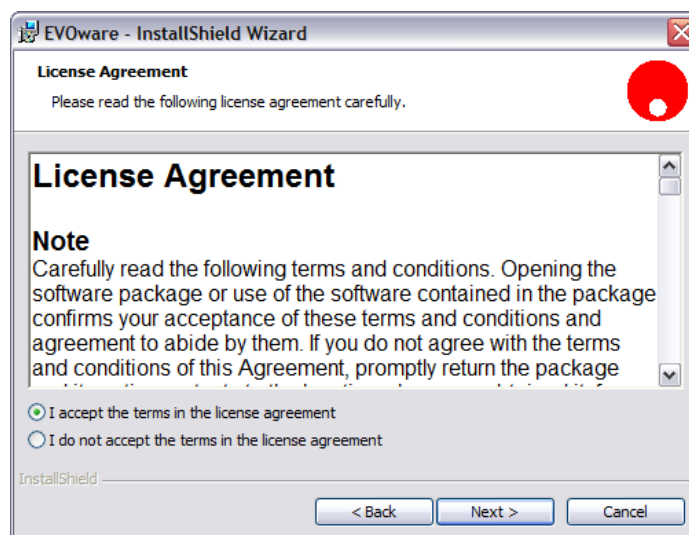 EVOware - InstallShield Wizard
License Agreement
Please read the following license agreement carefully.
License Agreement
Note
Carefully read the following terms and conditions. Opening the
software package or use of the software contained in the package
confirms your acceptance of these terms and conditions and
agreement to abide by them. If you do not agree with the terms
and conditions of this Agreement, promptly return the package
I accept the terms in the license agreement
I do not accept the terms in the license agreement
InstallShield
< Back
Next >
Cancel